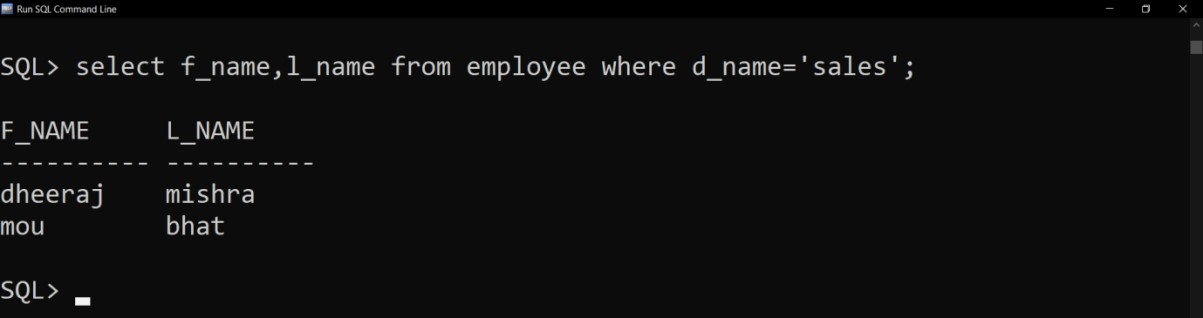 Run SQL Command Line
SQL> select f_name,l_name from employee where d_name='sales';
F_NAME     L_NAME
---------- ----------
dheeraj    mishra
mou        bhat
SQL>